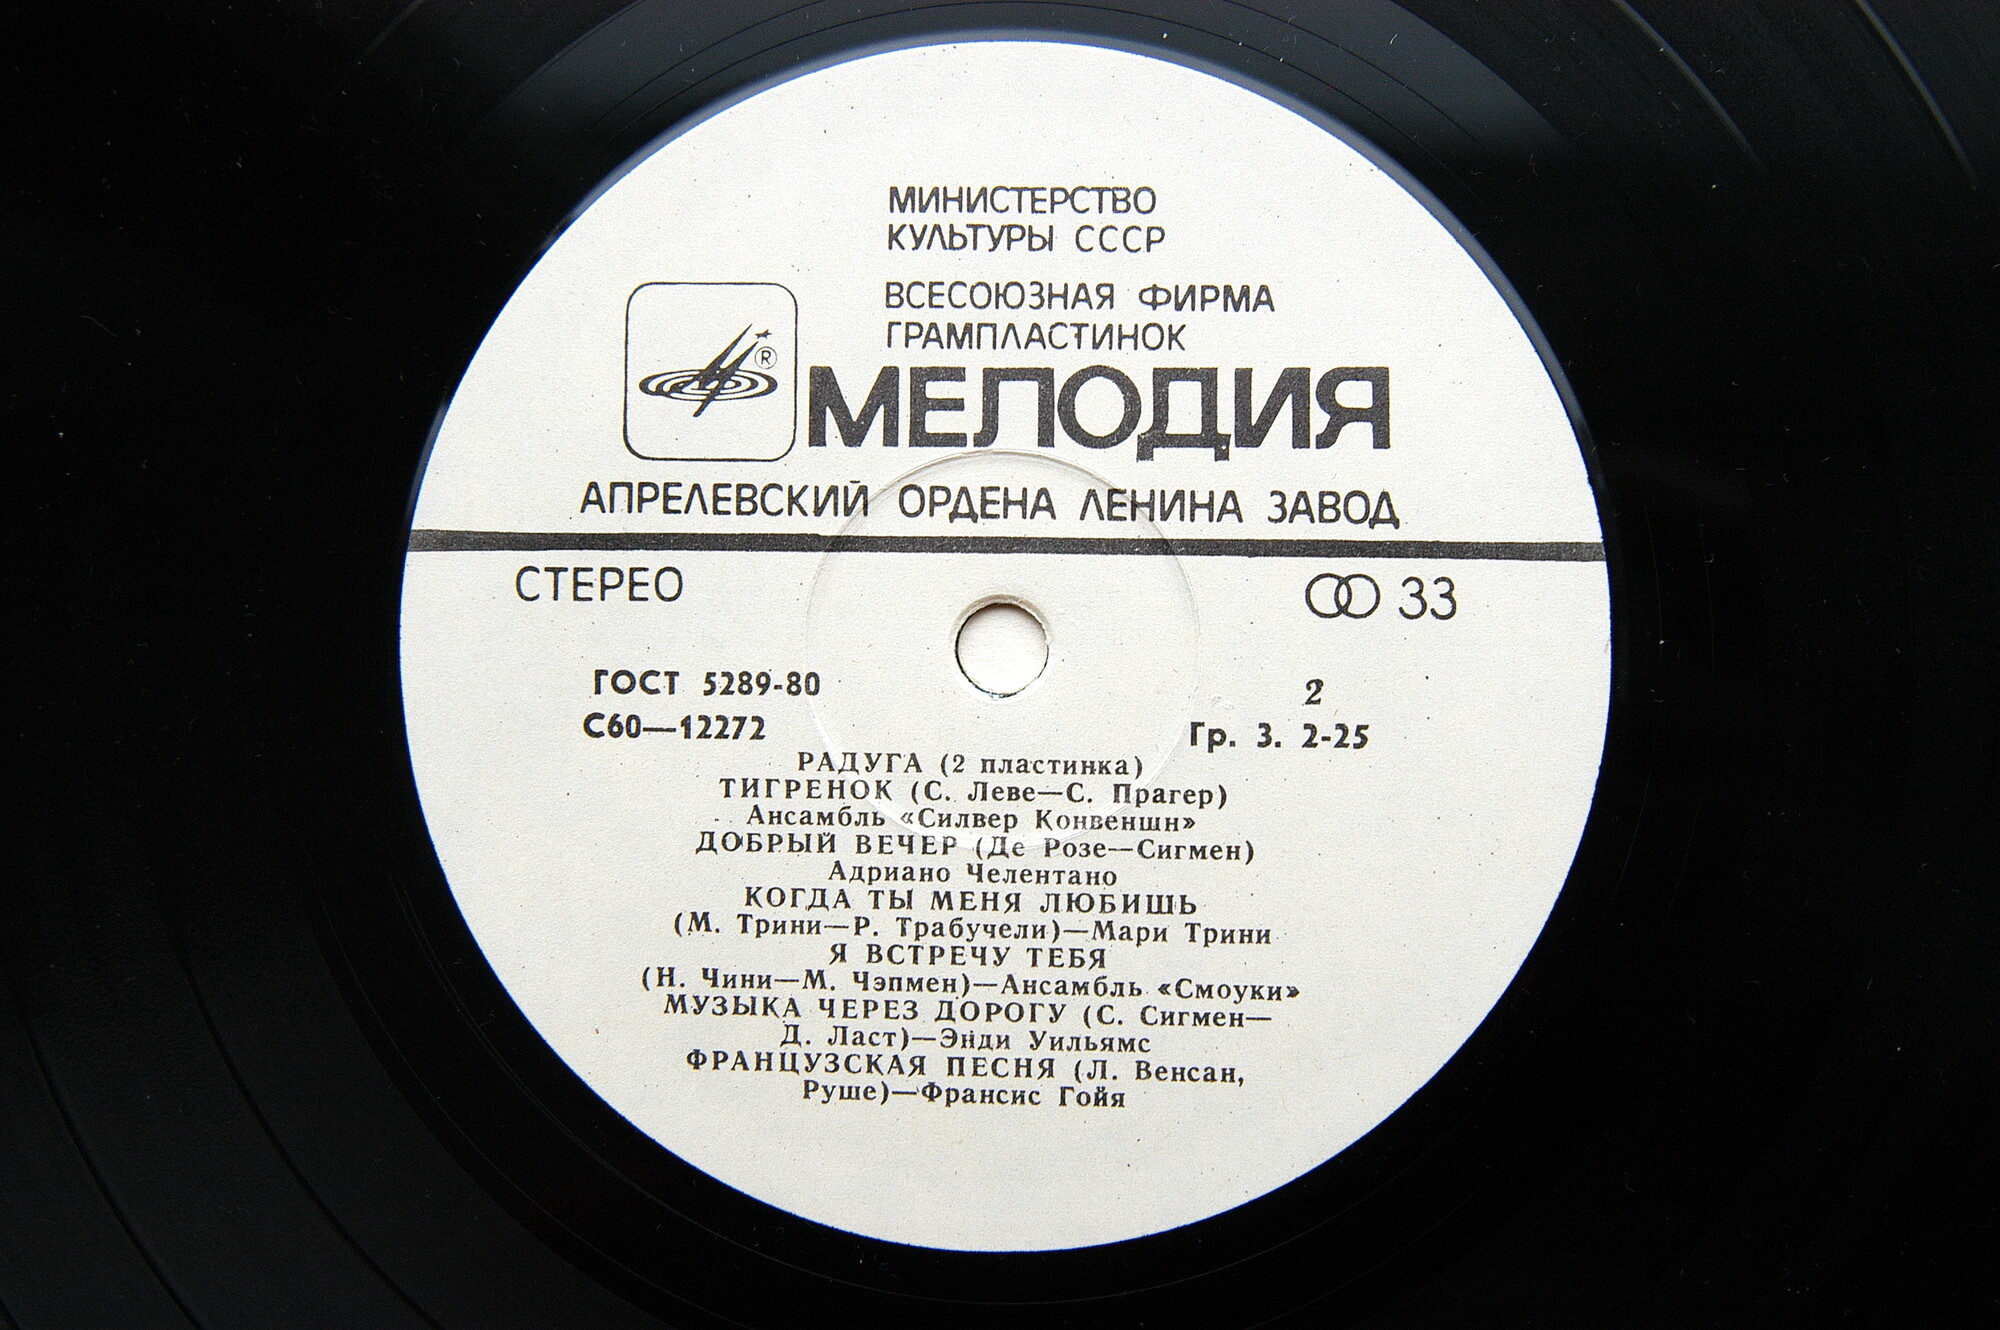 МИНИСТЕРСТВО
КУЛЬТУРЫ СССР
ВСЕСОЮЗНАЯ ФИРМА
ГРАМПЛАСТИНОК
®
МЕЛОДИЯ
АПРЕЛЕВСКИЙ ОРДЕНА ЛЕНИНА ЗАВОД
СТЕРЕО
33
ГОСТ 5289-80
2
С60—12272
Гр. 3. 2-25
РАДУГА (2 пластинка)
ТИГРЕНОК (С. Леве—С. Прагер)
Ансамбль «Силвер Конвеншн»
ДОБРЫЙ ВЕЧЕР (Де Розе—Сигмен)
Адриано Челентано
КОГДА ТЫ МЕНЯ ЛЮБИШЬ
(М. Трини—Р. Трабучели)—Мари Трини
Я ВСТРЕЧУ ТЕБЯ
(Н. Чини—М. Чэпмен)—Ансамбль «Смоуки»
МУЗЫКА ЧЕРЕЗ ДОРОГУ (С. Сигмен—
Д. Ласт)—Энди Уильямс
ФРАНЦУЗСКАЯ ПЕСНЯ (Л. Венсан,
Руше)—Франсис Гойя